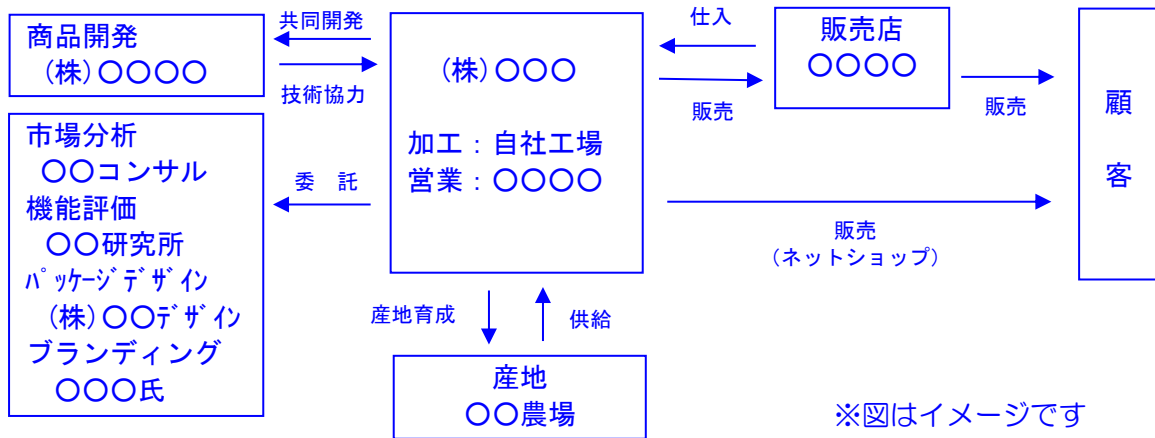 商品開発
(株)〇〇〇〇
共同開発
技術協力
市場分析
〇〇コンサル
機能評価
〇〇研究所
ﾊﾟｯｹｰｼﾞﾃﾞｻﾞｲﾝ
(株)〇〇ﾃﾞｻﾞｲﾝ
ブランディング
〇〇〇氏
委　託
(株)〇〇〇
加工：自社工場
営業：〇〇〇〇
仕入
販売
販売店
〇〇〇〇
販売
顧
客
販売
（ネットショップ）
産地育成
供給
産地
〇〇農場
※図はイメージです